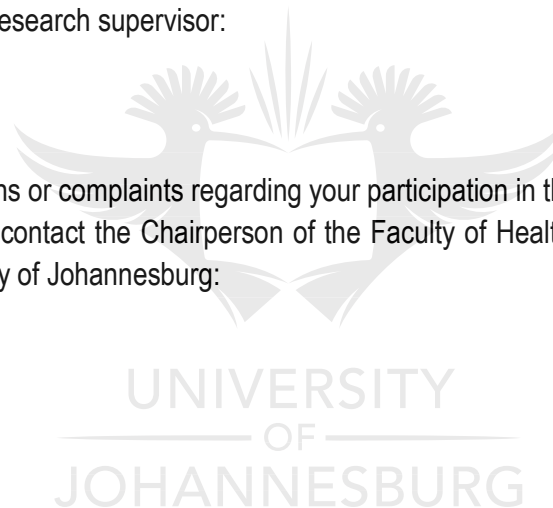 esearch supervisor:
ns or complaints regarding your participation in th
contact the Chairperson of the Faculty of Healt
y of Johannesburg:
UNIVERSITY
OF
JOHANNESBURG